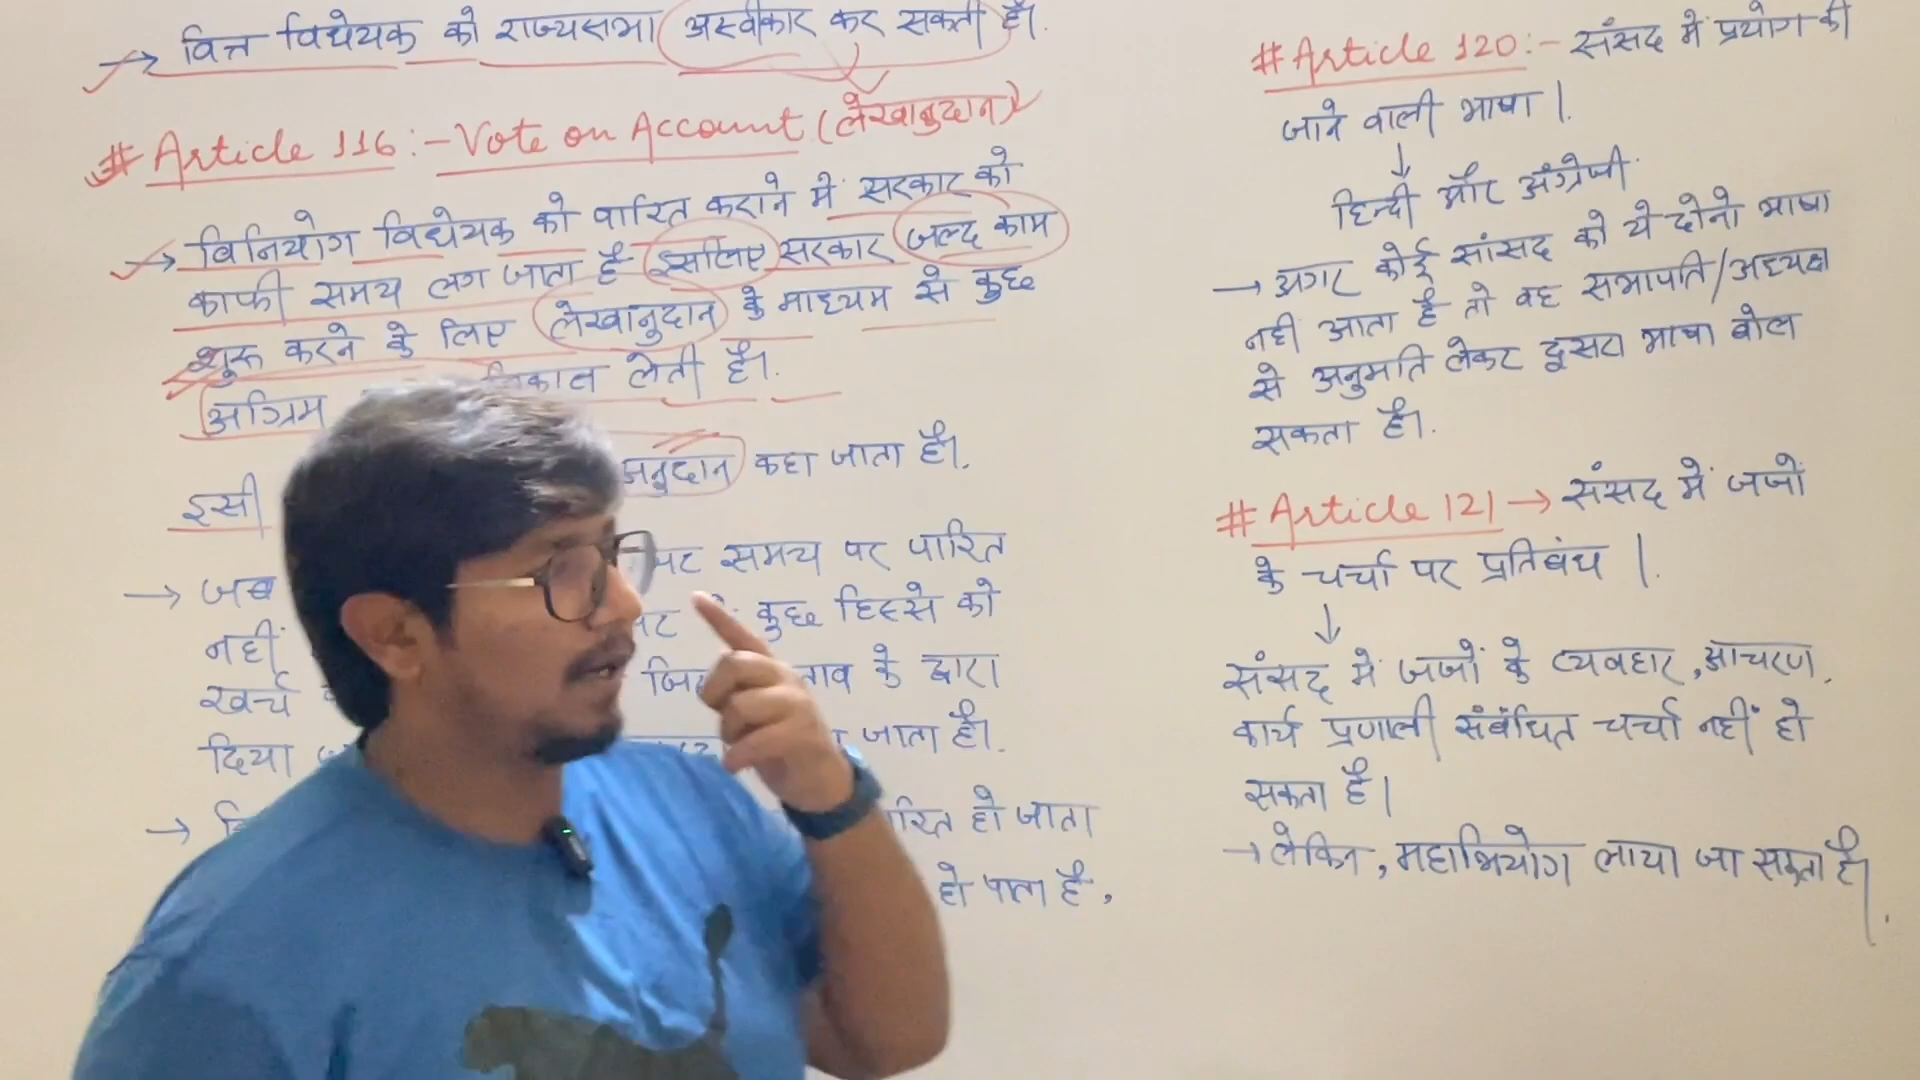 → वित्त विधेयक को राज्यसभा अस्वीकार कर सकती है।
# Article 116:- Vote on Account (लेखानुदान)
→ विनियोग विधेयक को पारित कराने में सरकार को
काफी समय लग जाता है इसलिए सरकार जल्द काम
शुरू करने के लिए लेखानुदान के माध्यम से कुछ
अग्रिम निकाल लेती है।
इसी अनुदान कहा जाता है।
→ जब समय पर पारित
नहीं कुछ हिस्से को
खर्च के द्वारा
दिया जाता है।
→ पारित हो जाता
हो पाता है,
# Article 120:- संसद में प्रयोग की
जाने वाली भाषा।
↓
हिन्दी और अंग्रेजी
→ अगर कोई सांसद को ये दोनो भाषा
नही आता है तो वह सभापति/अध्यक्ष
से अनुमति लेकर दूसरा भाषा बोल
सकता है।
# Article 121 → संसद में जजों
के चर्चा पर प्रतिबंध।
↓
संसद में जजों के व्यवहार, आचरण,
कार्य प्रणाली संबंधित चर्चा नहीं हो
सकता है।
→ लेकिन, महाभियोग लाया जा सकता है।